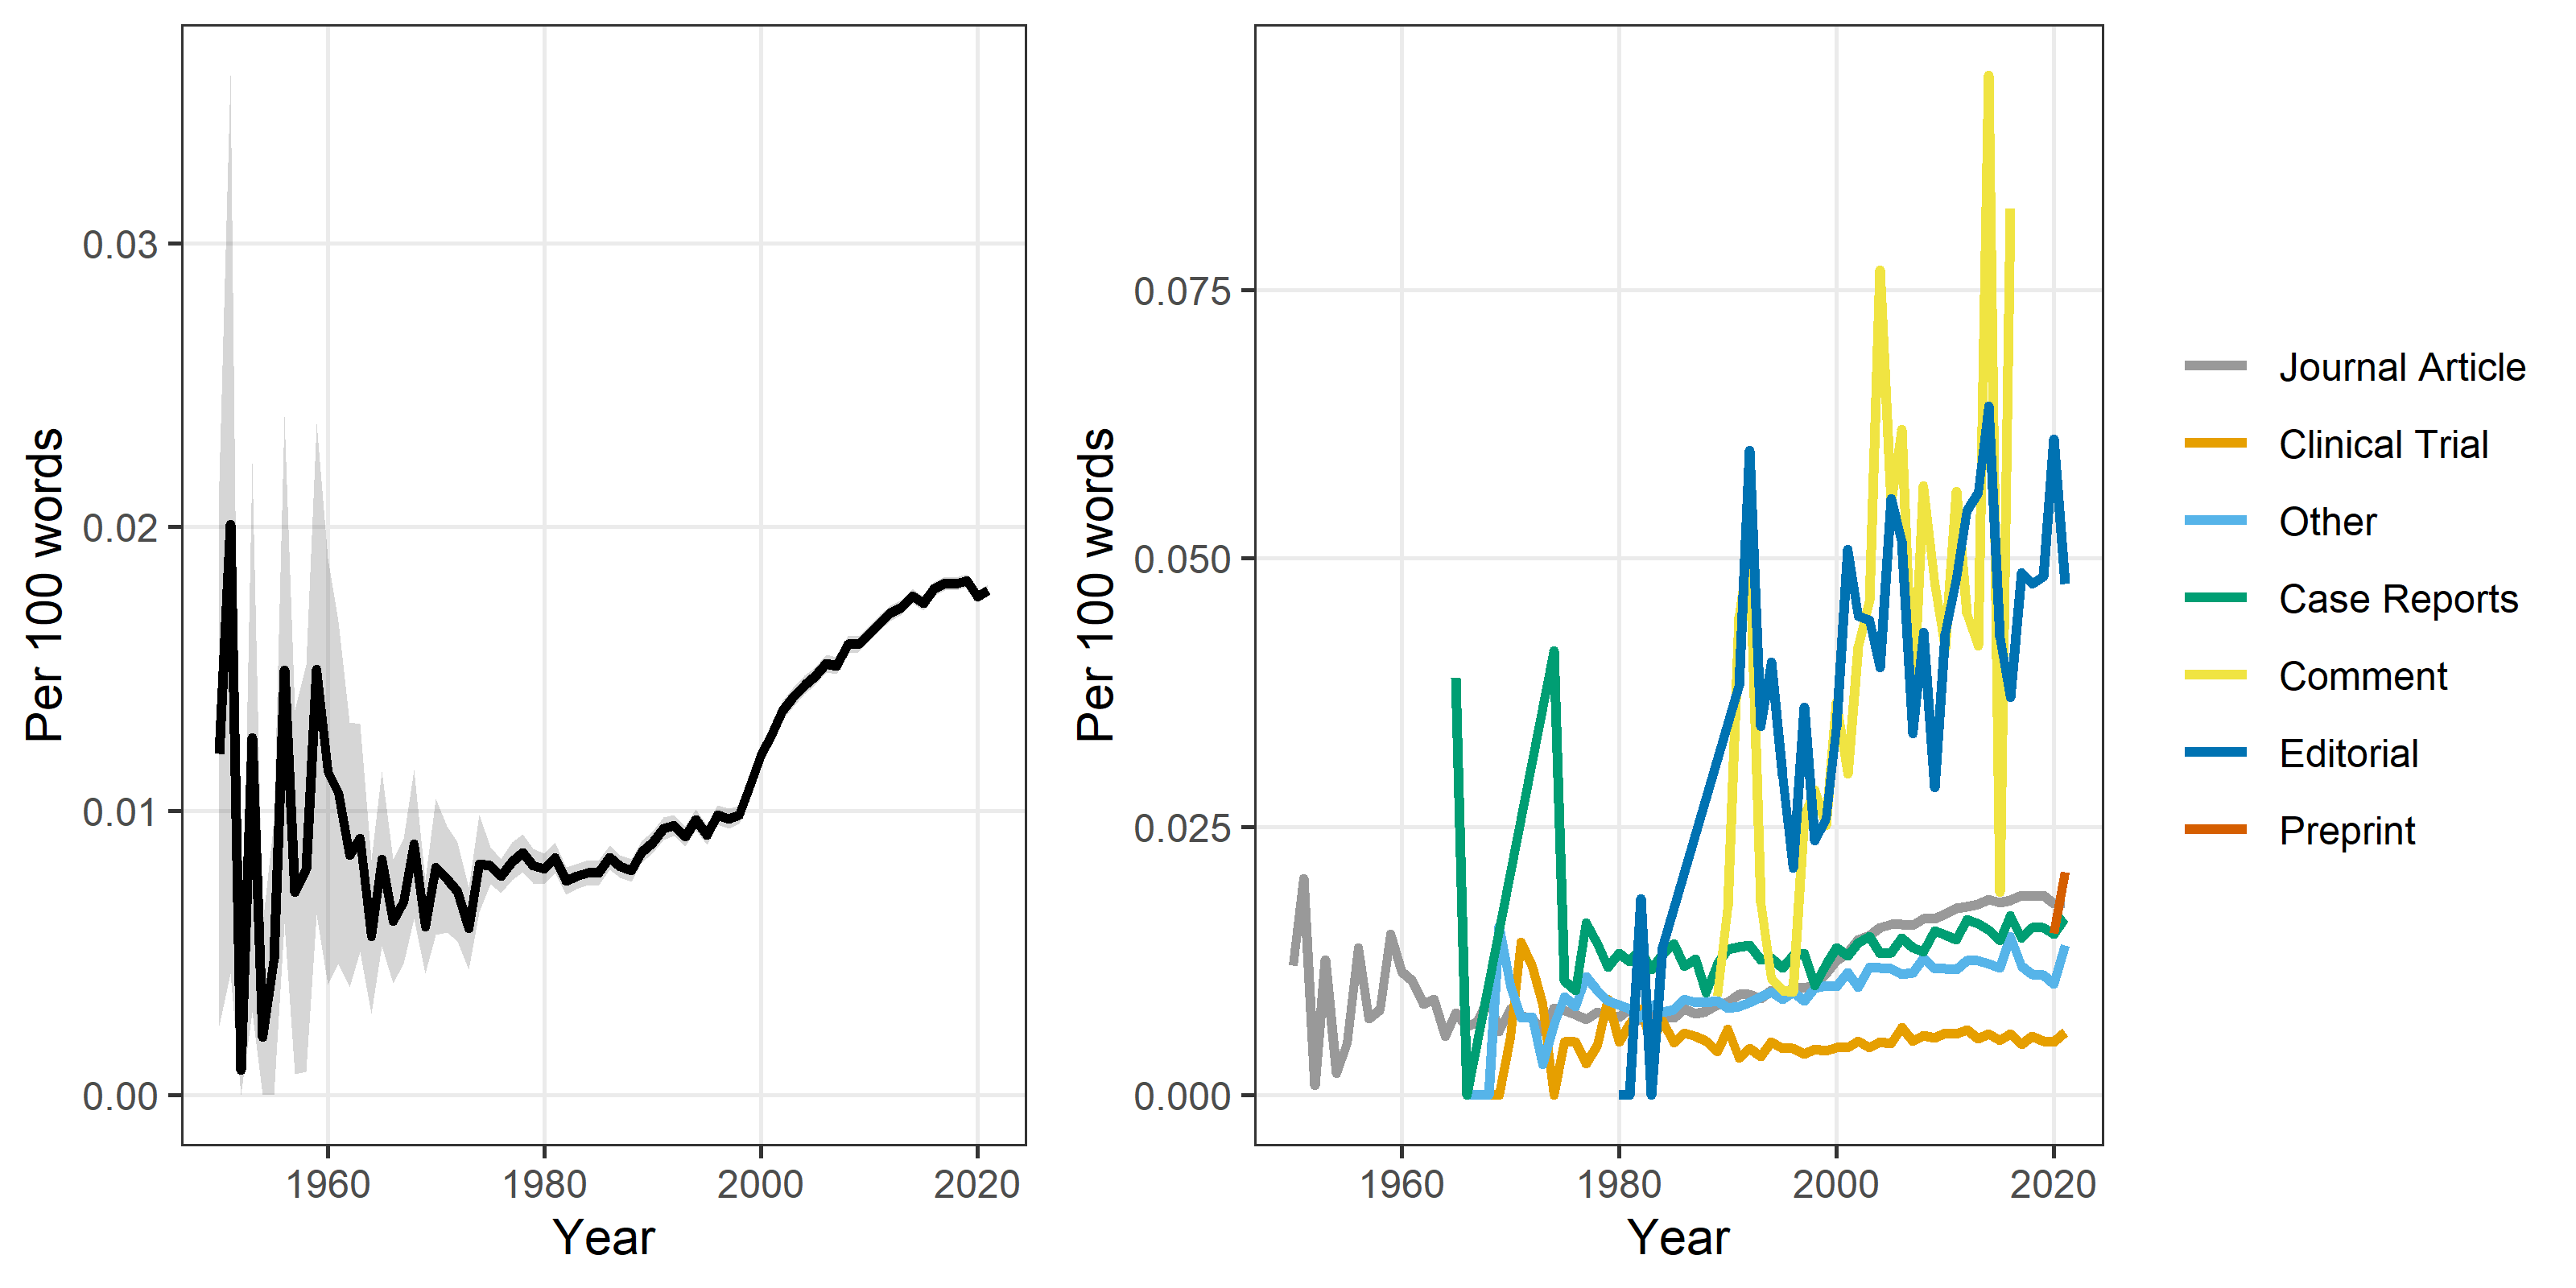 Per 100 words
0.03
0.02
0.01
0.00
1960 1980 2000 2020
Year
Per 100 words
0.075
0.050
0.025
0.000
1960 1980 2000 2020
Year
Journal Article
Clinical Trial
Other
Case Reports
Comment
Editorial
Preprint